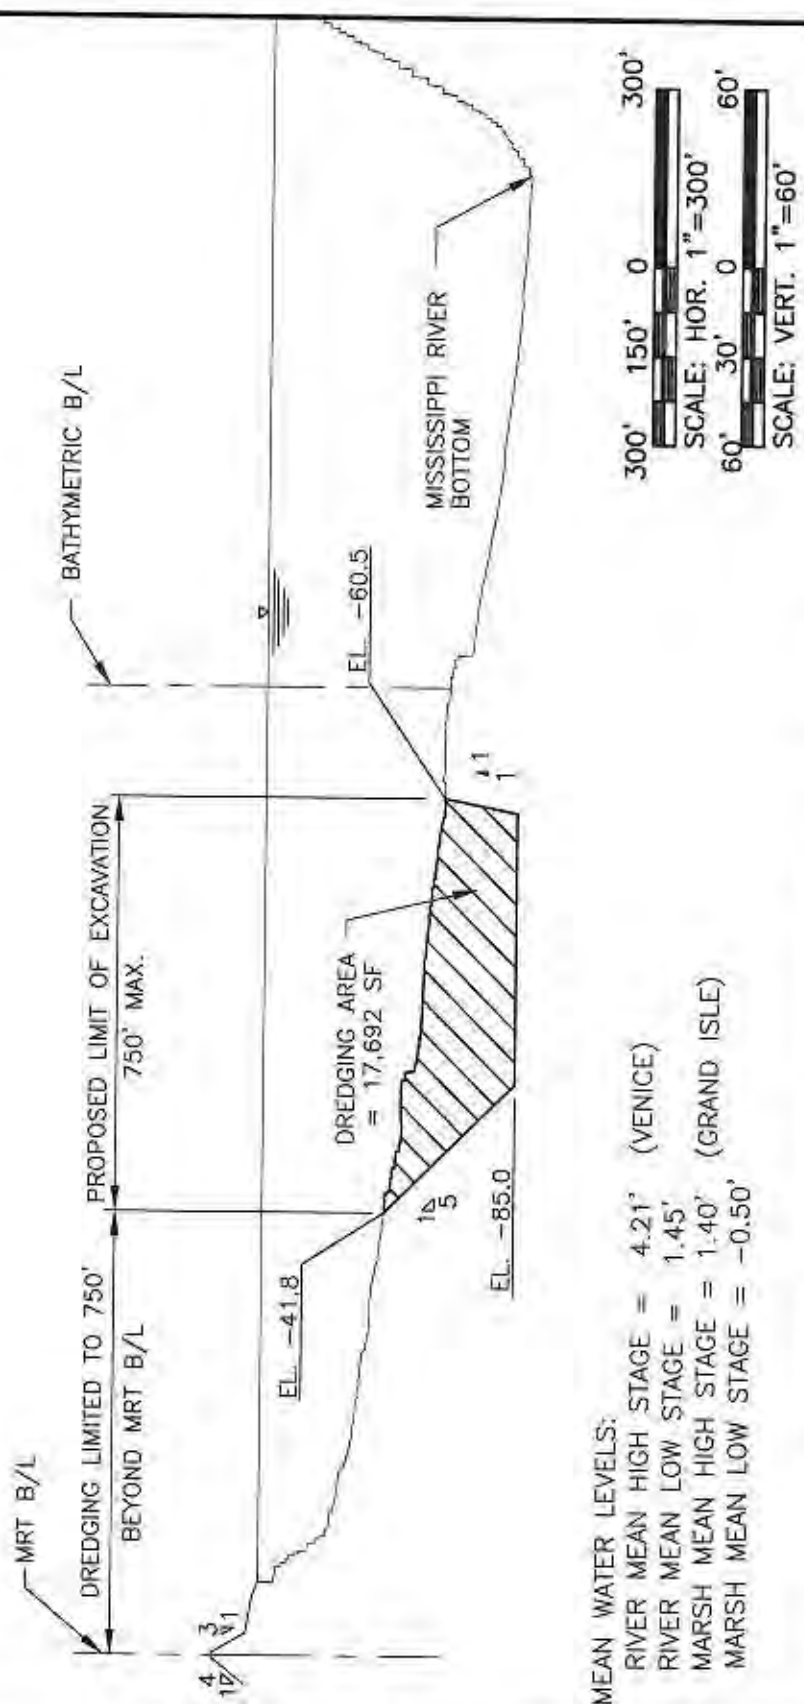 MRT B/L
DREDGING LIMITED TO 750'
BEYOND MRT B/L
PROPOSED LIMIT OF EXCAVATION
750' MAX.
BATHYMETRIC B/L
4
1
3
1
EL. -41.8
DREDGING AREA
= 17,692 SF
EL. -60.5
MISSISSIPPI RIVER
BOTTOM
1
5
1
1
EL. -85.0
MEAN WATER LEVELS:
RIVER MEAN HIGH STAGE = 4.21' (VENICE)
RIVER MEAN LOW STAGE = 1.45'
MARSH MEAN HIGH STAGE = 1.40' (GRAND ISLE)
MARSH MEAN LOW STAGE = -0.50'
300' 150' 0 300'
SCALE: HOR. 1"=300'
60' 30' 0 60'
SCALE: VERT. 1"=60'